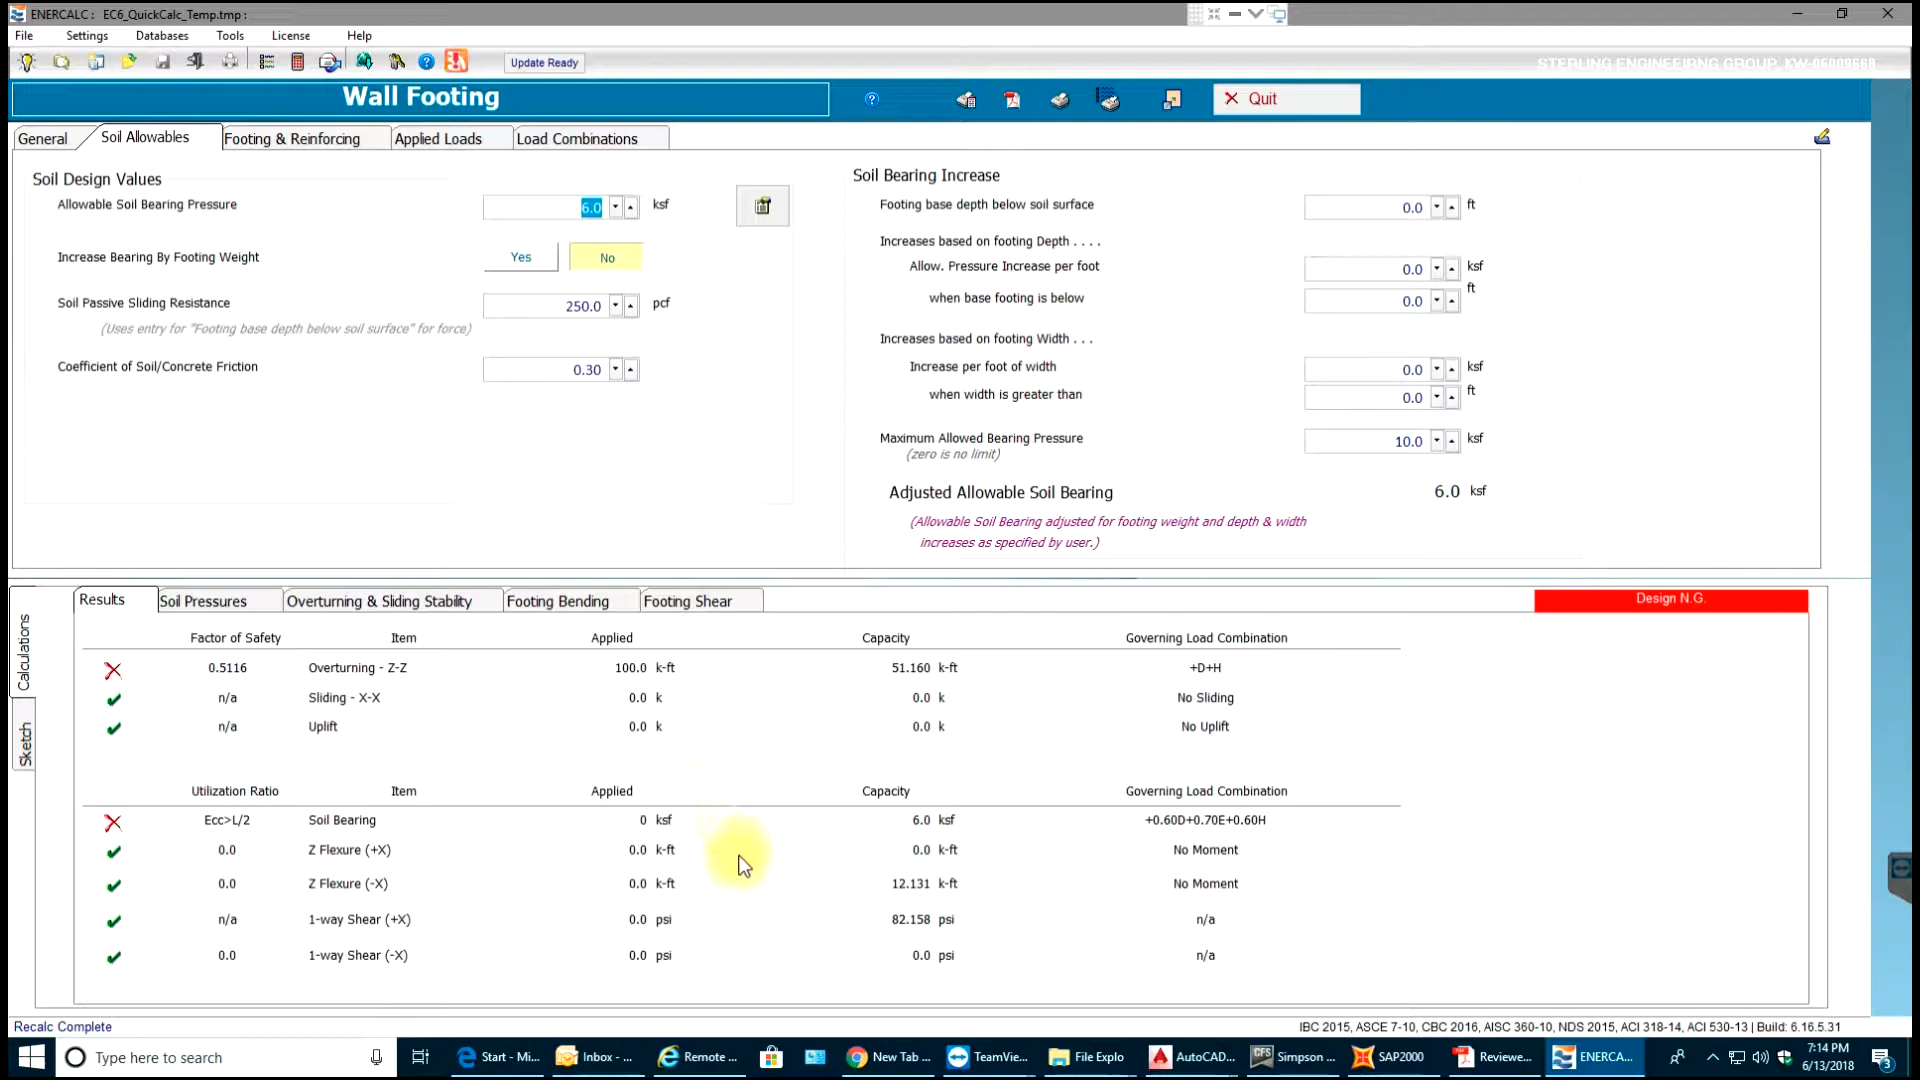 ENERCALC : EC6_QuickCalc_Temp.tmp :
File Settings Databases Tools License Help
Update Ready
STERLING ENGINEEIRNG GROUP, KW-06009668
Wall Footing
Quit
General Soil Allowables Footing & Reinforcing Applied Loads Load Combinations
Soil Design Values
Allowable Soil Bearing Pressure 6.0 ksf
Increase Bearing By Footing Weight Yes No
Soil Passive Sliding Resistance 250.0 pcf
(Uses entry for "Footing base depth below soil surface" for force)
Coefficient of Soil/Concrete Friction 0.30
Soil Bearing Increase
Footing base depth below soil surface 0.0 ft
Increases based on footing Depth . . . .
Allow. Pressure Increase per foot 0.0 ksf
when base footing is below 0.0 ft
Increases based on footing Width . . .
Increase per foot of width 0.0 ksf
when width is greater than 0.0 ft
Maximum Allowed Bearing Pressure 10.0 ksf
(zero is no limit)
Adjusted Allowable Soil Bearing 6.0 ksf
(Allowable Soil Bearing adjusted for footing weight and depth & width
increases as specified by user.)
Calculations
Sketch
Results Soil Pressures Overturning & Sliding Stability Footing Bending Footing Shear Design N.G.
Factor of Safety Item Applied Capacity Governing Load Combination
0.5116 Overturning - Z-Z 100.0 k-ft 51.160 k-ft +D+H
n/a Sliding - X-X 0.0 k 0.0 k No Sliding
n/a Uplift 0.0 k 0.0 k No Uplift
Utilization Ratio Item Applied Capacity Governing Load Combination
Ecc>L/2 Soil Bearing 0 ksf 6.0 ksf +0.60D+0.70E+0.60H
0.0 Z Flexure (+X) 0.0 k-ft 0.0 k-ft No Moment
0.0 Z Flexure (-X) 0.0 k-ft 12.131 k-ft No Moment
n/a 1-way Shear (+X) 0.0 psi 82.158 psi n/a
0.0 1-way Shear (-X) 0.0 psi 0.0 psi n/a
Recalc Complete
IBC 2015, ASCE 7-10, CBC 2016, AISC 360-10, NDS 2015, ACI 318-14, ACI 530-13 | Build: 6.16.5.31
Type here to search Start - Mi... Inbox - ... Remote ... New Tab ... TeamVie... File Explo AutoCAD... CFS Simpson ... SAP2000 Reviewe... ENERCA... 7:14 PM
6/13/2018 3